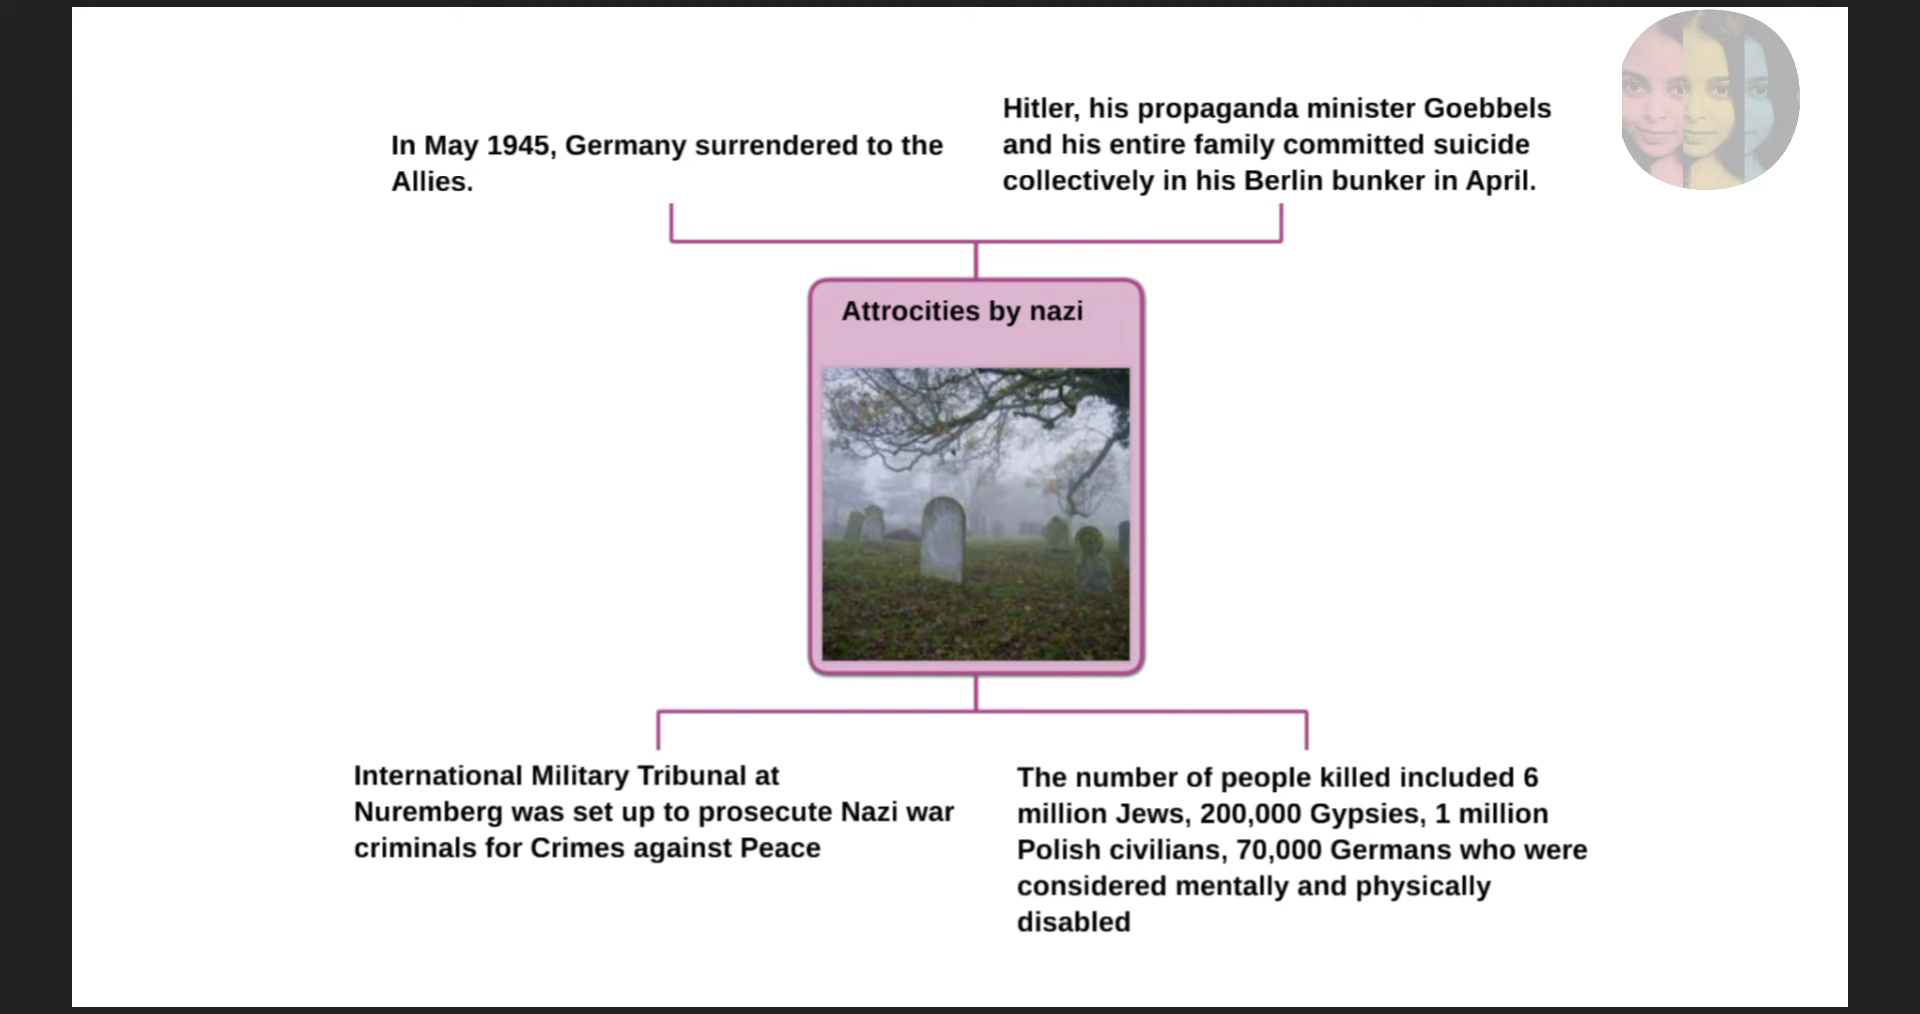 In May 1945, Germany surrendered to the
Allies.
Hitler, his propaganda minister Goebbels
and his entire family committed suicide
collectively in his Berlin bunker in April.
Attrocities by nazi
International Military Tribunal at
Nuremberg was set up to prosecute Nazi war
criminals for Crimes against Peace
The number of people killed included 6
million Jews, 200,000 Gypsies, 1 million
Polish civilians, 70,000 Germans who were
considered mentally and physically
disabled